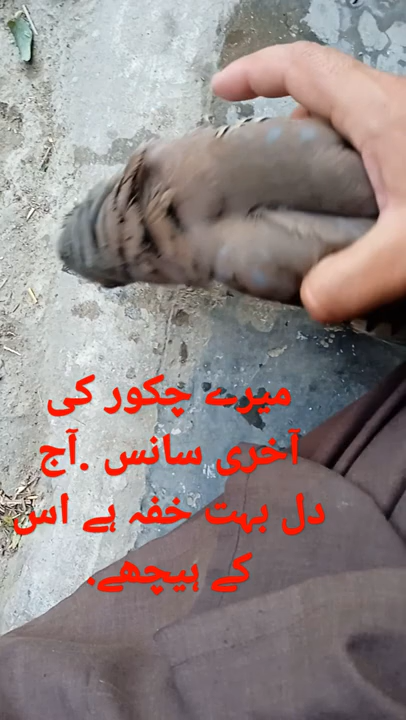 میرے چکور کی
آخری سانس .آج
دل بہت خفہ ہے اس
کے پیچھے.